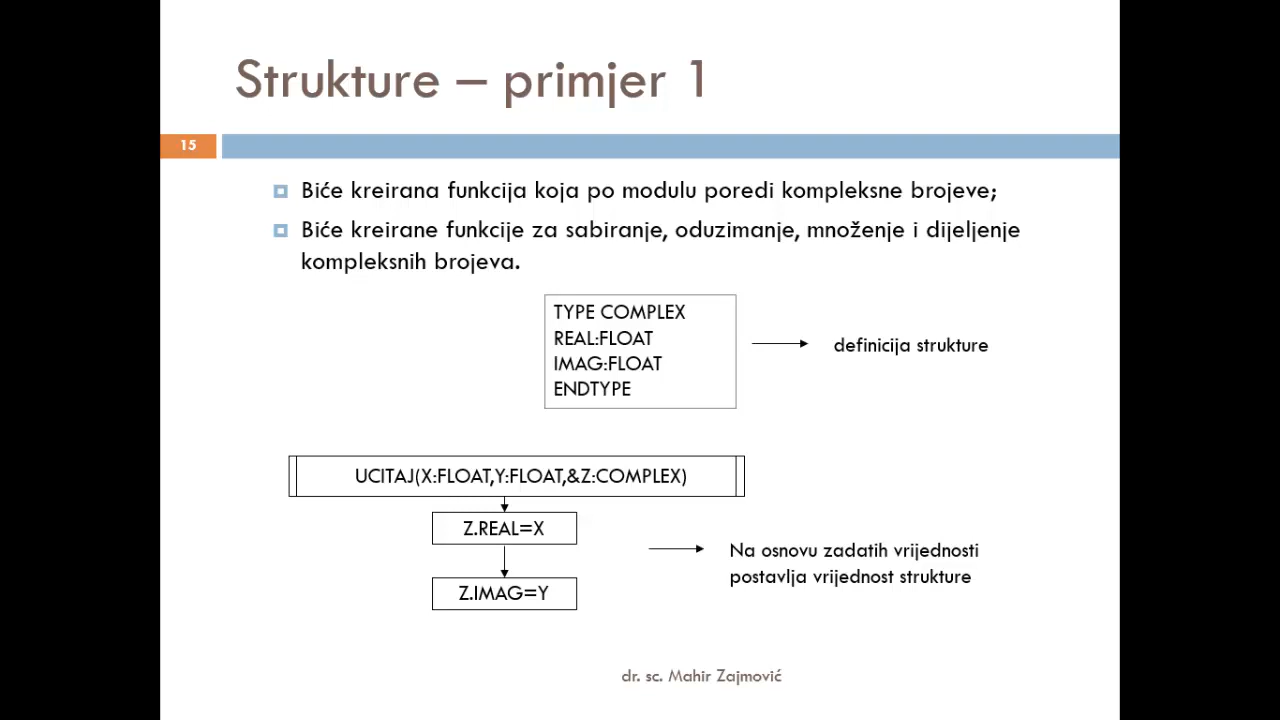 Strukture – primjer 1
15
Biće kreirana funkcija koja po modulu poredi kompleksne brojeve;
Biće kreirane funkcije za sabiranje, oduzimanje, množenje i dijeljenje
kompleksnih brojeva.
TYPE COMPLEX
REAL:FLOAT
IMAG:FLOAT
ENDTYPE
definicija strukture
UCITAJ(X:FLOAT,Y:FLOAT,&Z:COMPLEX)
Z.REAL=X
Z.IMAG=Y
Na osnovu zadatih vrijednosti
postavlja vrijednost strukture
dr. sc. Mahir Zajmović